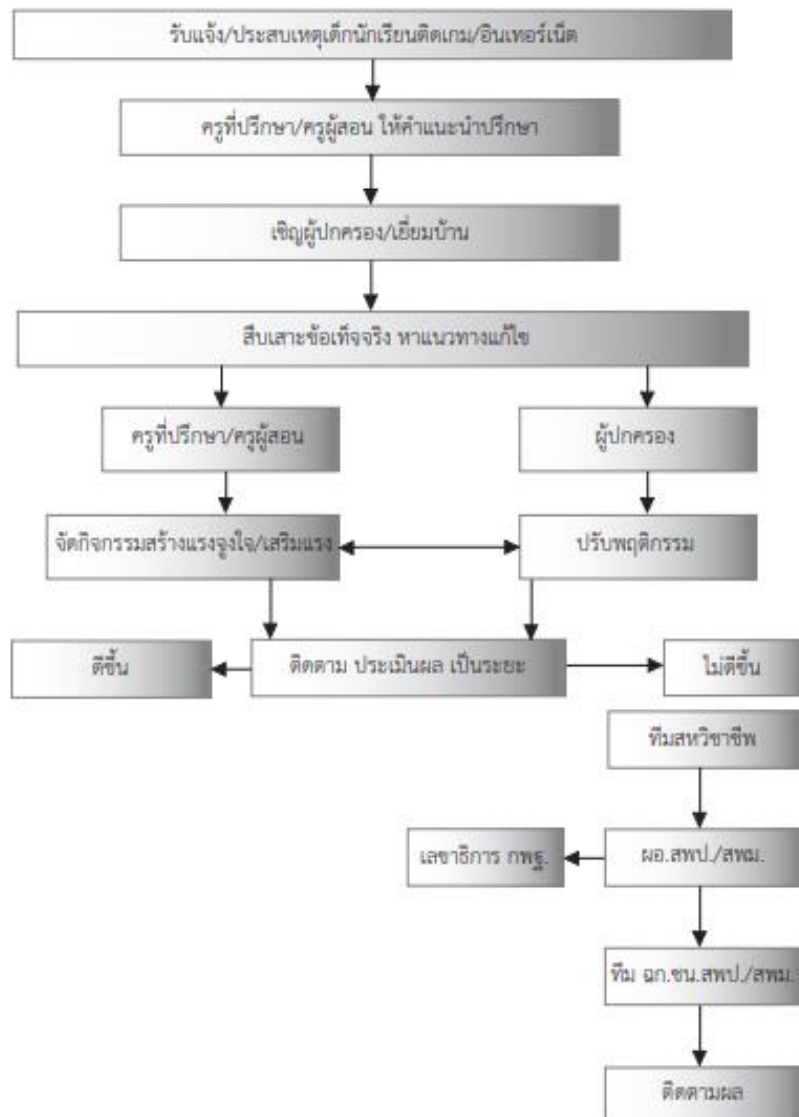 รับแจ้ง/ประสบเหตุเด็กนักเรียนติดเกม/อินเทอร์เน็ต
ครูที่ปรึกษา/ครูผู้สอน ให้คำแนะนำปรึกษา
เชิญผู้ปกครอง/เยี่ยมบ้าน
สืบเสาะข้อเท็จจริง หาแนวทางแก้ไข
ครูที่ปรึกษา/ครูผู้สอน
ผู้ปกครอง
จัดกิจกรรมสร้างแรงจูงใจ/เสริมแรง
ปรับพฤติกรรม
ดีขึ้น
ติดตาม ประเมินผล เป็นระยะ
ไม่ดีขึ้น
ทีมสหวิชาชีพ
เลขาธิการ กพฐ.
ผอ.สพป./สพม.
ทีม ฉก.ชน.สพป./สพม.
ติดตามผล